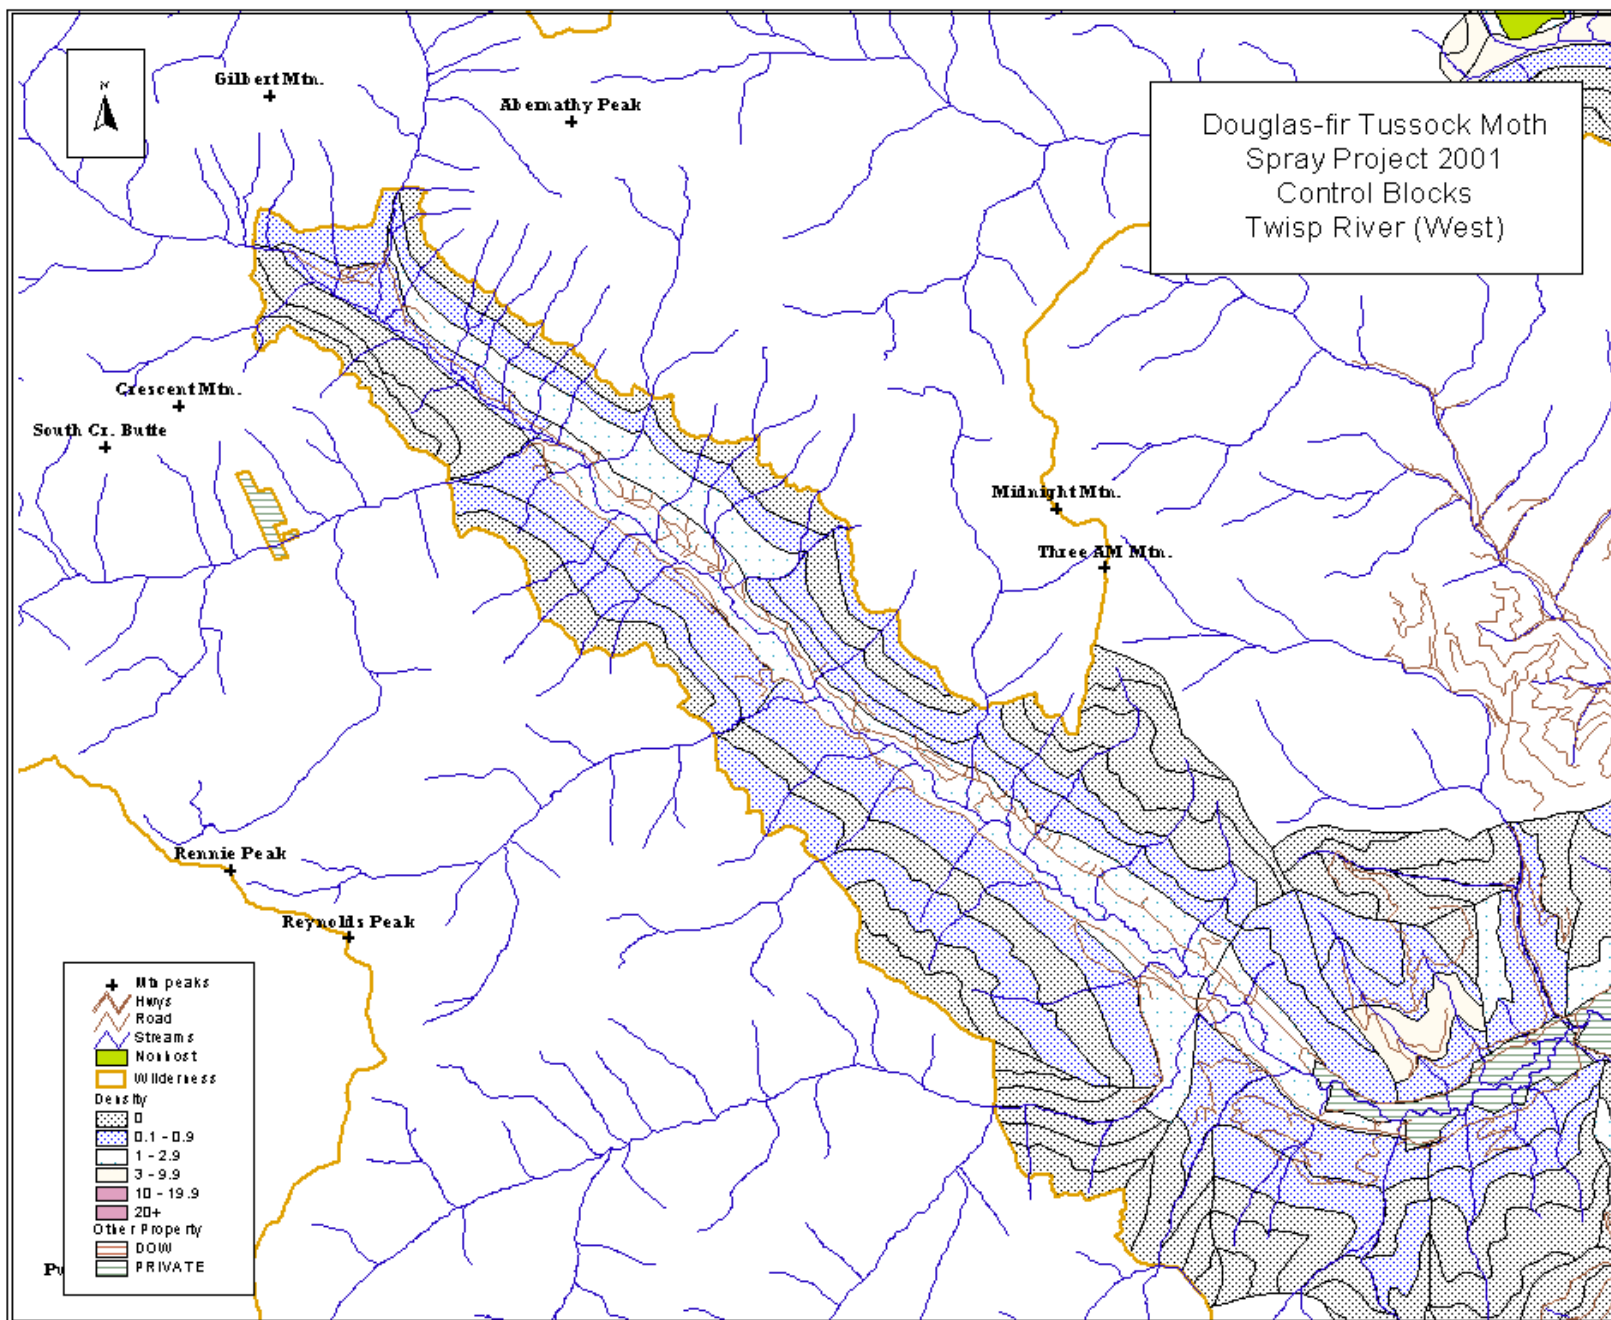 N
Gilbert Mtn.
Abernathy Peak
Douglas-fir Tussock Moth
Spray Project 2001
Control Blocks
Twisp River (West)
Crescent Mtn.
South Cr. Butte
Midnight Mtn.
Three AM Mtn.
Rennie Peak
Reynolds Peak
Mtn peaks
Hwys
Road
Streams
Nonhost
Wilderness
Density
0
0.1 - 0.9
1 - 2.9
3 - 9.9
10 - 19.9
20+
Other Property
DOW
PRIVATE